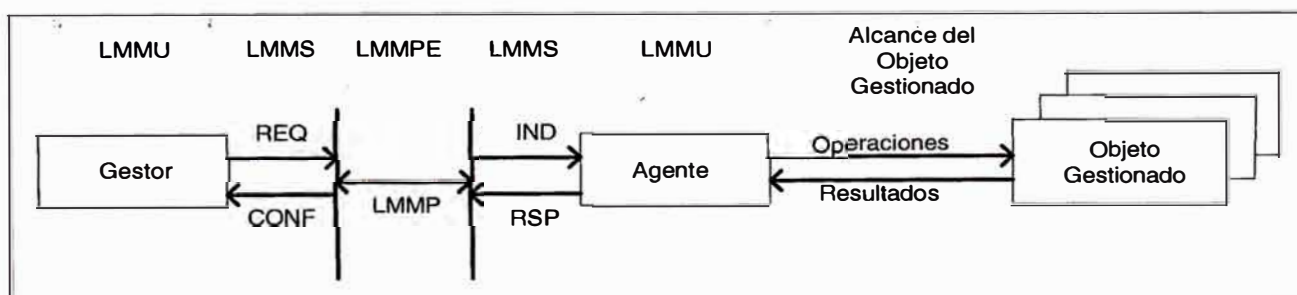 LMMU LMMS LMMPE LMMS LMMU
Alcance del
Objeto
Gestionado
Gestor
REQ
CONF
LMMP
IND
RSP
Agente
Operaciones
Resultados
Objeto
Gestionado